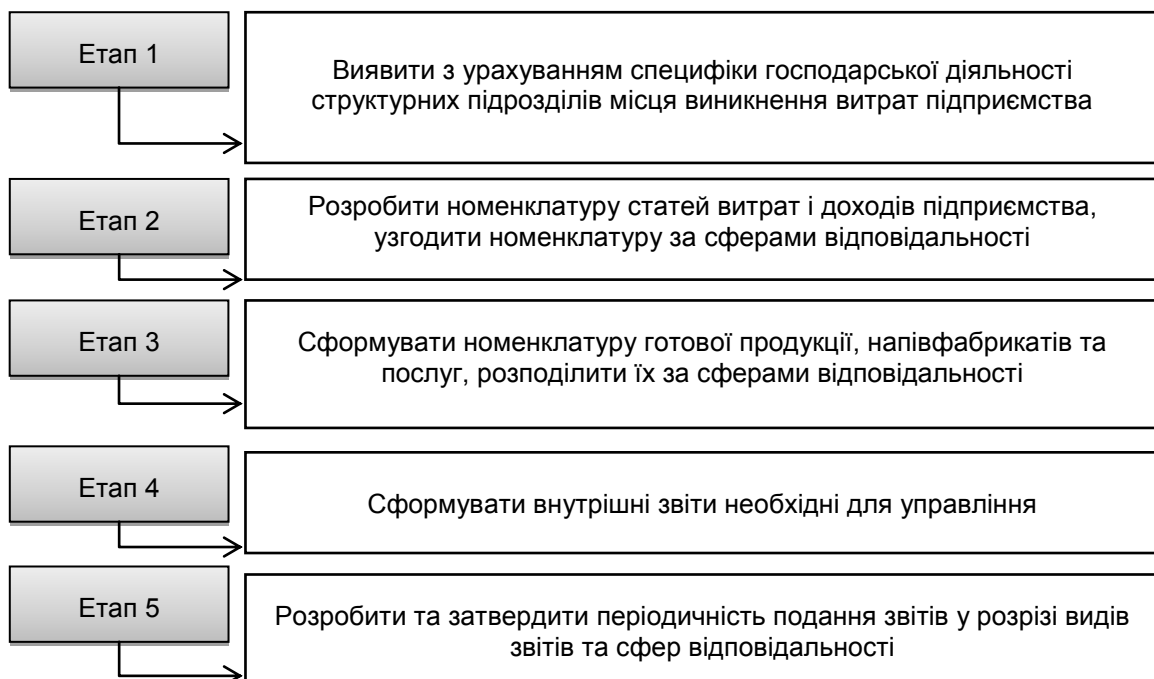 Етап 1
Виявити з урахуванням специфіки господарської діяльності
структурних підрозділів місця виникнення витрат підприємства
Етап 2
Розробити номенклатуру статей витрат і доходів підприємства,
узгодити номенклатуру за сферами відповідальності
Етап 3
Сформувати номенклатуру готової продукції, напівфабрикатів та
послуг, розподілити їх за сферами відповідальності
Етап 4
Сформувати внутрішні звіти необхідні для управління
Етап 5
Розробити та затвердити періодичність подання звітів у розрізі видів
звітів та сфер відповідальності